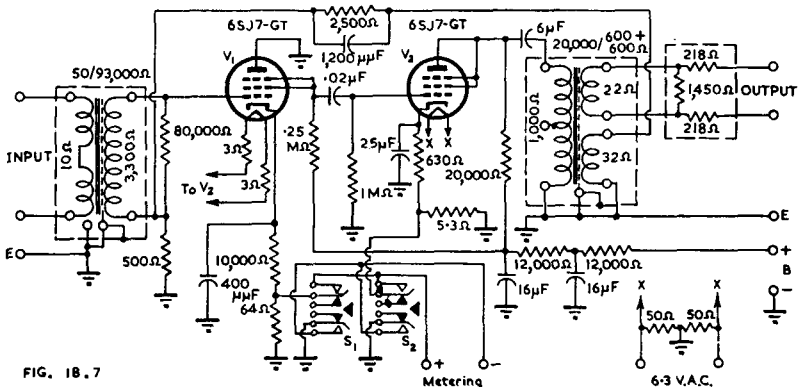 6SJ7-GT
2,500Ω
6SJ7-GT
6μF
20,000/600 +
600Ω
50/93,000Ω
V₁
1,200μμF
·02μF
V₂
218Ω
22Ω
1,450Ω
OUTPUT
218Ω
INPUT
10Ω
3,300Ω
80,000Ω
3Ω
3Ω
To V₂
·25
MΩ
25μF
X
X
630Ω
1MΩ
20,000Ω
1,000Ω
32Ω
E
500Ω
5·3Ω
E
10,000Ω
400
μμF
64Ω
12,000Ω
12,000Ω
+
B
–
16μF
16μF
S₁
S₂
X
X
50Ω
50Ω
FIG. 18.7
+
–
Metering
6·3 V.A.C.